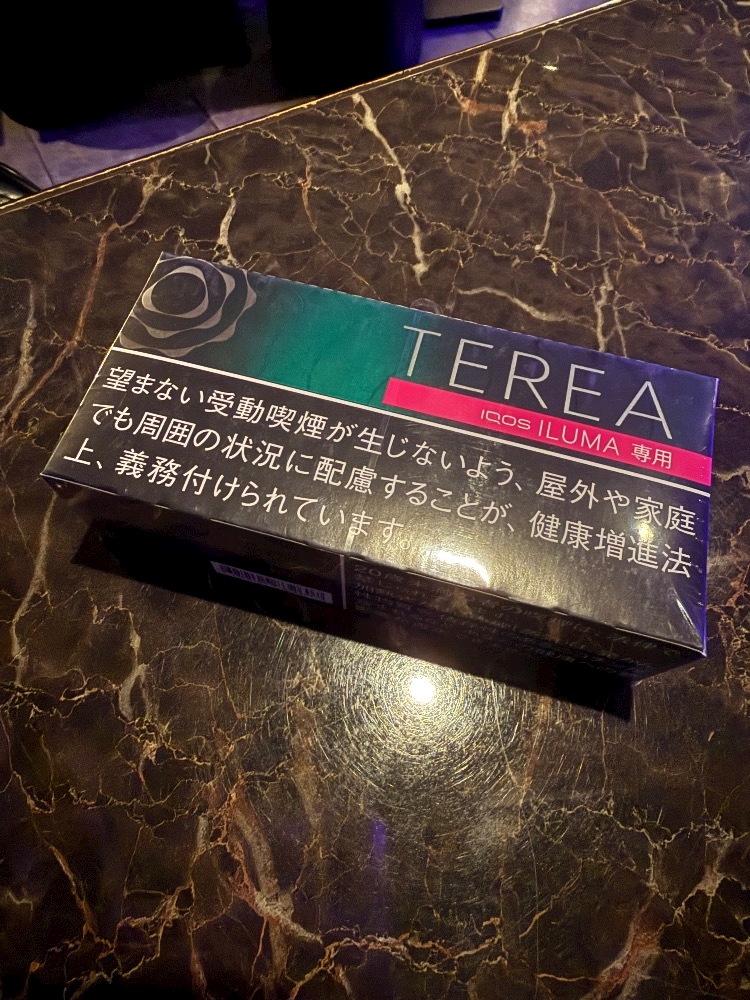 TEREA
IQOS ILUMA 専用
望まない受動喫煙が生じないよう、屋外や家庭
でも周囲の状況に配慮することが、健康増進法
上、義務付けられています。